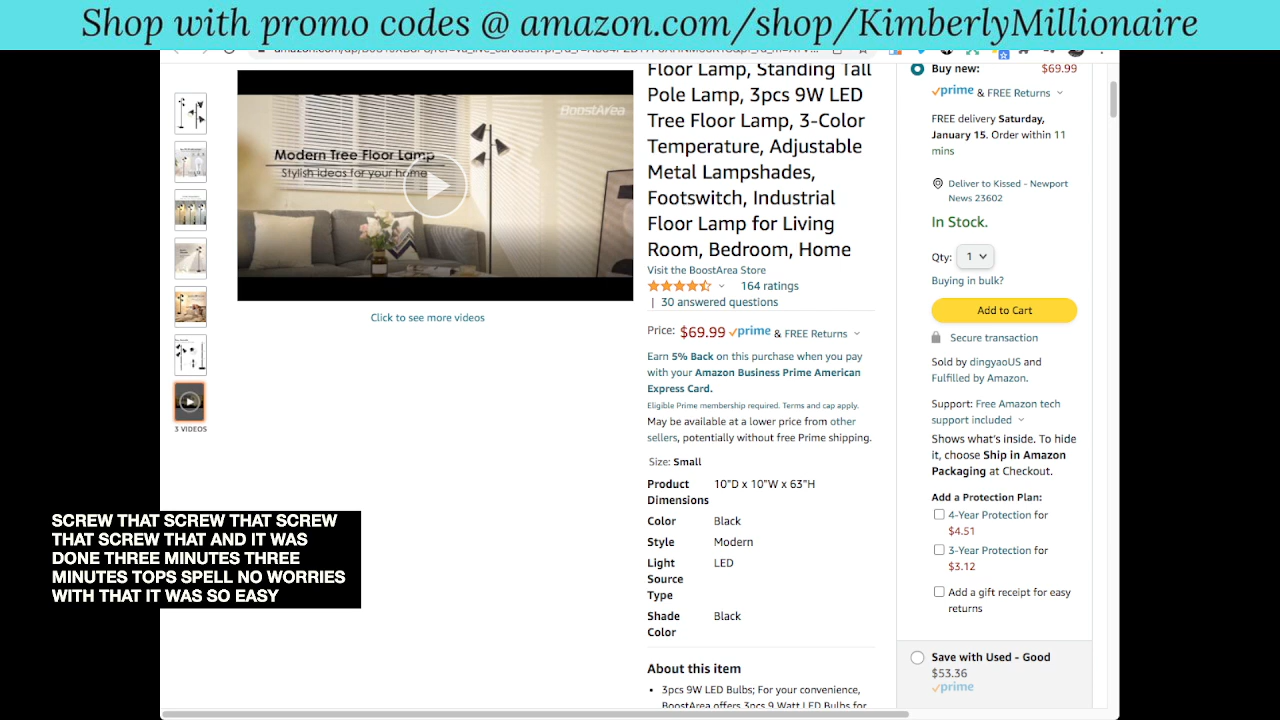 Shop with promo codes @ amazon.com/shop/KimberlyMillionaire
Floor Lamp, Standing Tall
Pole Lamp, 3pcs 9W LED
Tree Floor Lamp, 3-Color
Temperature, Adjustable
Metal Lampshades,
Footswitch, Industrial
Floor Lamp for Living
Room, Bedroom, Home
Visit the BoostArea Store
164 ratings
| 30 answered questions
BoostArea
Modern Tree Floor Lamp
Stylish ideas for your home
Click to see more videos
3 VIDEOS
Price: $69.99 prime & FREE Returns
Earn 5% Back on this purchase when you pay
with your Amazon Business Prime American
Express Card.
Eligible Prime membership required. Terms and cap apply.
May be available at a lower price from other
sellers, potentially without free Prime shipping.
Size: Small
Product Dimensions 10"D x 10"W x 63"H
Color Black
Style Modern
Light Source Type LED
Shade Color Black
About this item
• 3pcs 9W LED Bulbs; For your convenience,
BoostArea offers 3pcs 9 Watt LED Bulbs for
Buy new: $69.99
prime & FREE Returns
FREE delivery Saturday,
January 15. Order within 11
mins
Deliver to Kissed - Newport
News 23602
In Stock.
Qty: 1
Buying in bulk?
Add to Cart
Secure transaction
Sold by dingyaoUS and
Fulfilled by Amazon.
Support: Free Amazon tech
support included
Shows what's inside. To hide
it, choose Ship in Amazon
Packaging at Checkout.
Add a Protection Plan:
4-Year Protection for
$4.51
3-Year Protection for
$3.12
Add a gift receipt for easy
returns
Save with Used - Good
$53.36
prime
SCREW THAT SCREW THAT SCREW
THAT SCREW THAT AND IT WAS
DONE THREE MINUTES THREE
MINUTES TOPS SPELL NO WORRIES
WITH THAT IT WAS SO EASY